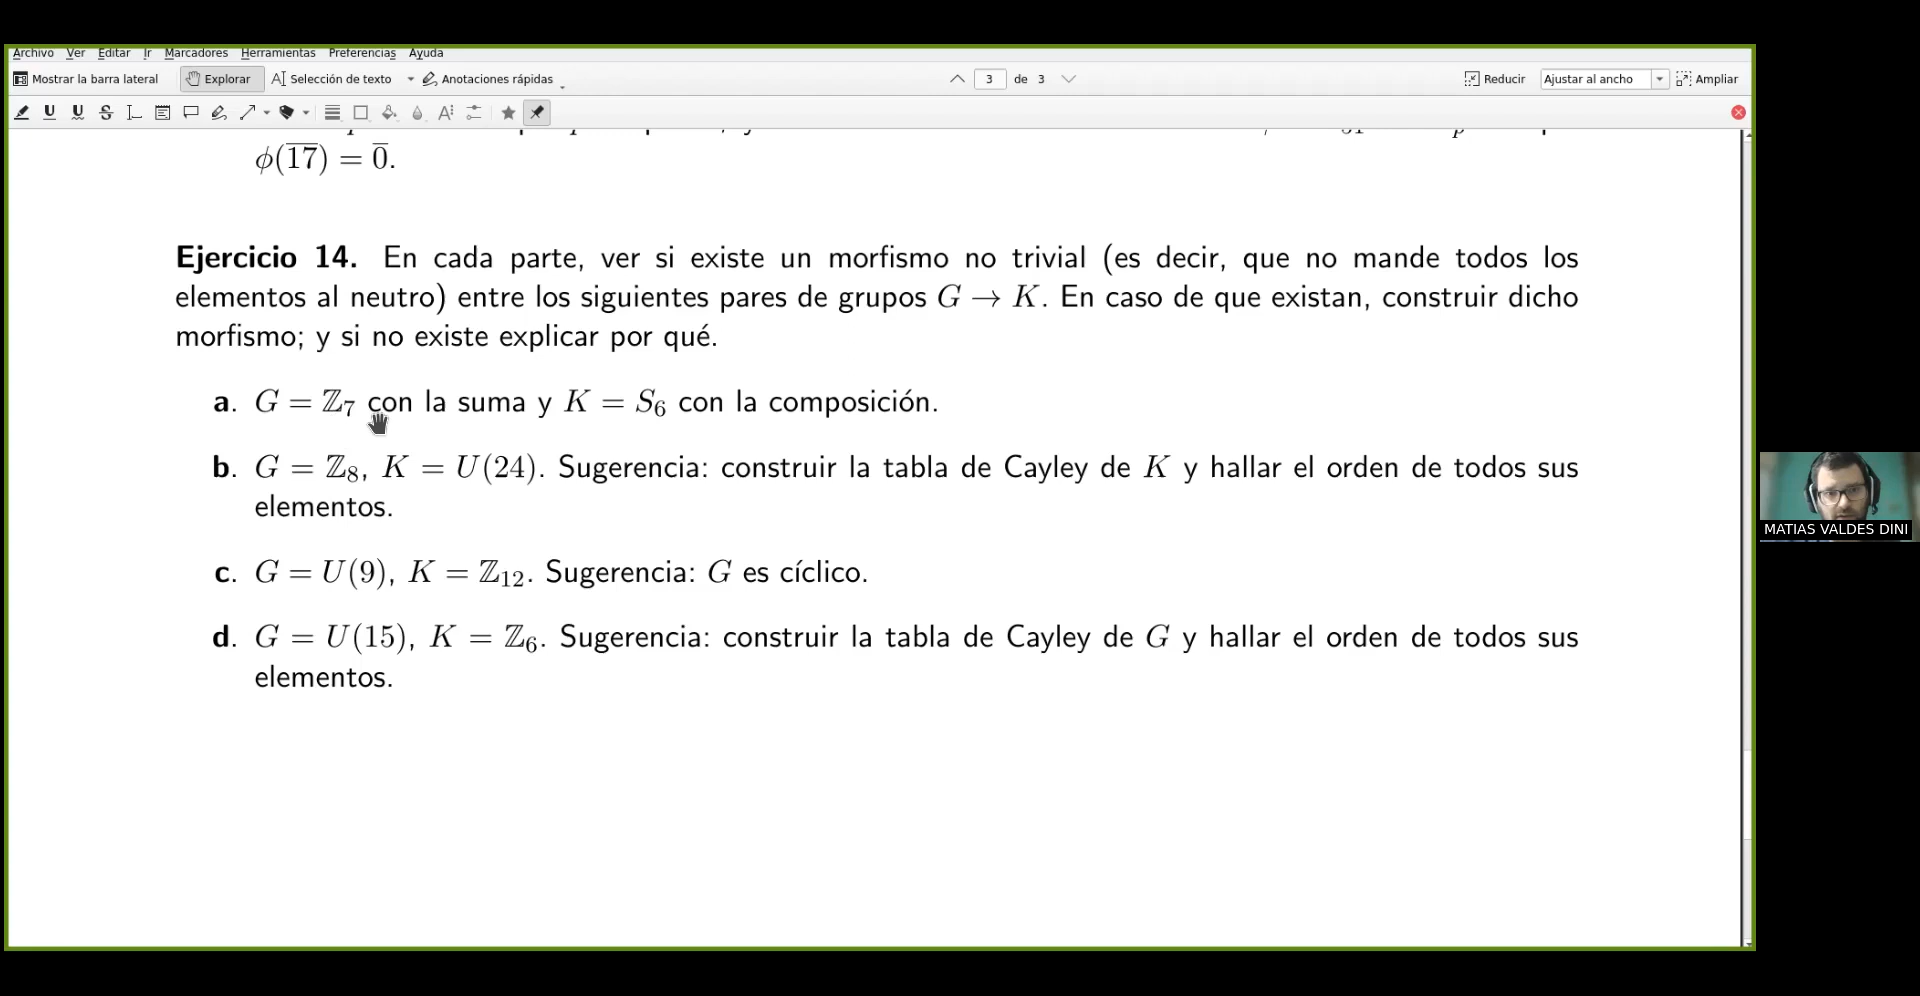 Archivo Ver Editar Ir Marcadores Herramientas Preferencias Ayuda
Mostrar la barra lateral Explorar Selección de texto Anotaciones rápidas 3 de 3 Reducir Ajustar al ancho Ampliar
ϕ(1̅7̅) = 0̅.
Ejercicio 14. En cada parte, ver si existe un morfismo no trivial (es decir, que no mande todos los
elementos al neutro) entre los siguientes pares de grupos G → K. En caso de que existan, construir dicho
morfismo; y si no existe explicar por qué.
a. G = ℤ₇ con la suma y K = S₆ con la composición.
b. G = ℤ₈, K = U(24). Sugerencia: construir la tabla de Cayley de K y hallar el orden de todos sus
elementos.
c. G = U(9), K = ℤ₁₂. Sugerencia: G es cíclico.
d. G = U(15), K = ℤ₆. Sugerencia: construir la tabla de Cayley de G y hallar el orden de todos sus
elementos.
MATIAS VALDES DINI